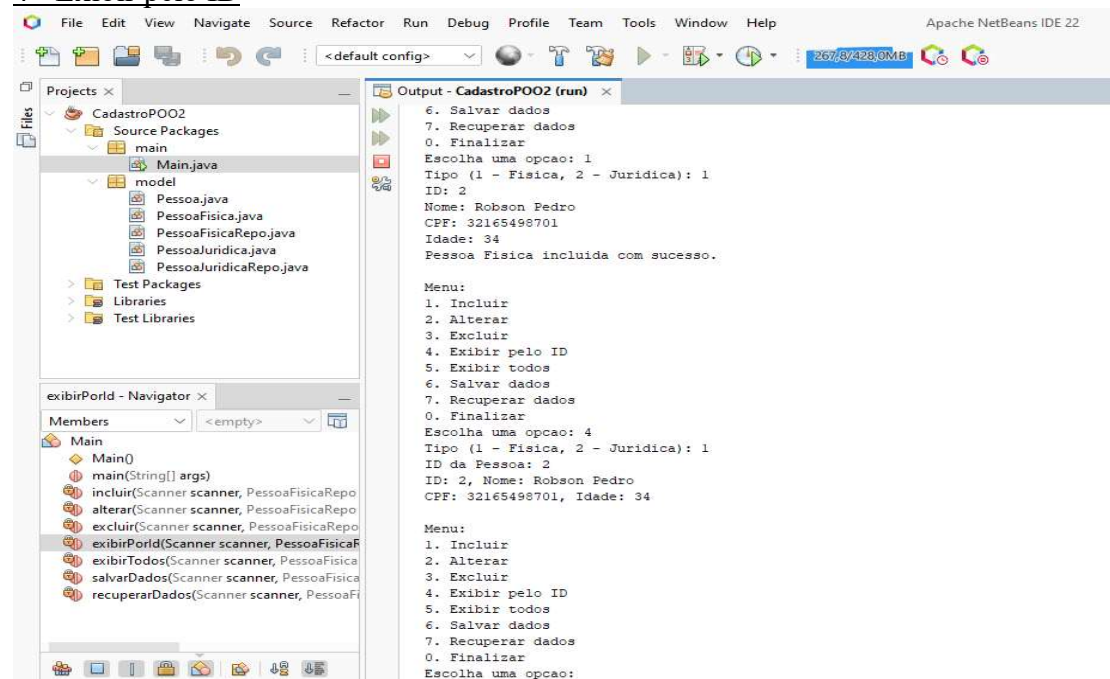 Exibir pelo ID
File Edit View Navigate Source Refactor Run Debug Profile Team Tools Window Help Apache NetBeans IDE 22
<default config> 267,8/428,0MB
Files
Projects
CadastroPOO2
Source Packages
main
Main.java
model
Pessoa.java
PessoaFisica.java
PessoaFisicaRepo.java
PessoaJuridica.java
PessoaJuridicaRepo.java
Test Packages
Libraries
Test Libraries
exibirPorId - Navigator
Members <empty>
Main
Main()
main(String[] args)
incluir(Scanner scanner, PessoaFisicaRepo
alterar(Scanner scanner, PessoaFisicaRepo
excluir(Scanner scanner, PessoaFisicaRepo
exibirPorId(Scanner scanner, PessoaFisicaR
exibirTodos(Scanner scanner, PessoaFisica
salvarDados(Scanner scanner, PessoaFisica
recuperarDados(Scanner scanner, PessoaFi
Output - CadastroPOO2 (run)
6. Salvar dados
7. Recuperar dados
0. Finalizar
Escolha uma opcao: 1
Tipo (1 - Fisica, 2 - Juridica): 1
ID: 2
Nome: Robson Pedro
CPF: 32165498701
Idade: 34
Pessoa Fisica incluida com sucesso.
Menu:
1. Incluir
2. Alterar
3. Excluir
4. Exibir pelo ID
5. Exibir todos
6. Salvar dados
7. Recuperar dados
0. Finalizar
Escolha uma opcao: 4
Tipo (1 - Fisica, 2 - Juridica): 1
ID da Pessoa: 2
ID: 2, Nome: Robson Pedro
CPF: 32165498701, Idade: 34
Menu:
1. Incluir
2. Alterar
3. Excluir
4. Exibir pelo ID
5. Exibir todos
6. Salvar dados
7. Recuperar dados
0. Finalizar
Escolha uma opcao: